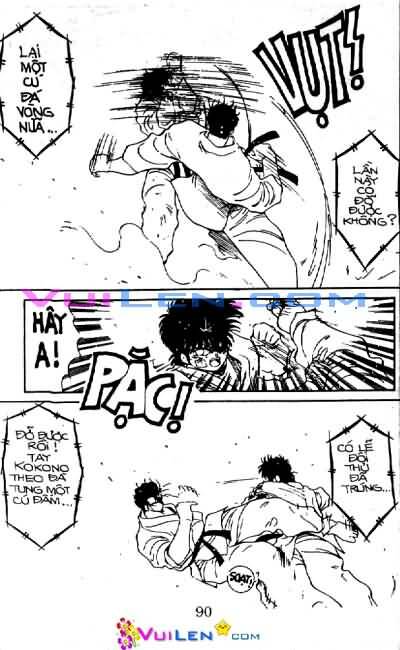 LẠI
MỘT
CÚ
ĐÁ
VÒNG
NỮA...
VỤT!!
LẦN
NÀY CÓ
ĐỠ
ĐƯỢC
KHÔNG?
VUILEN.COM
HÂY
A!
PẶC!
ĐỠ ĐƯỢC
RỒI!
TAY
KOKONO
THEO ĐÀ
TUNG MỘT
CÚ ĐẤM...
CÓ LẼ
ĐỐI
THỦ
ĐÃ
TRÚNG...
SOẠT!
90
VUILEN.COM